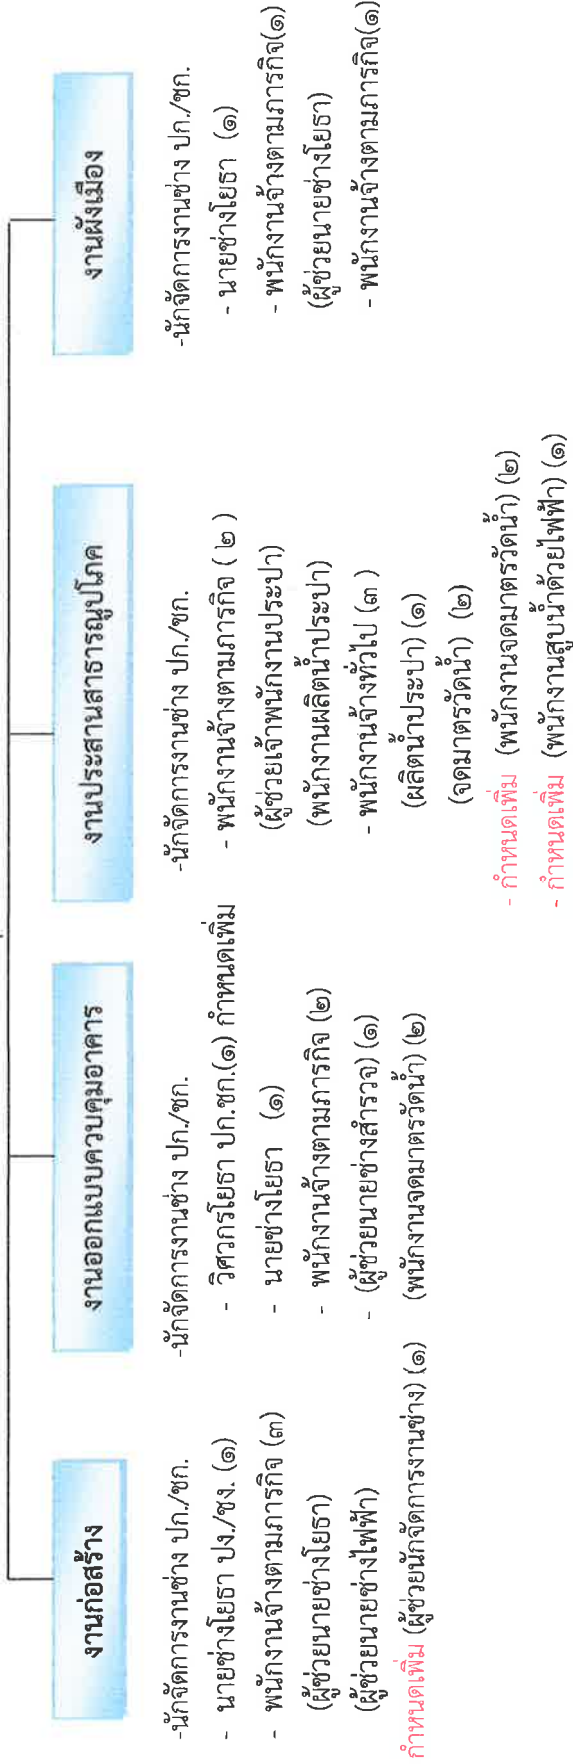 งานก่อสร้าง
-นักจัดการงานช่าง ปก./ชก.
- นายช่างโยธา ปง./ชง. (๑)
- พนักงานจ้างตามภารกิจ (๓)
(ผู้ช่วยนายช่างโยธา)
(ผู้ช่วยนายช่างไฟฟ้า)
กำหนดเพิ่ม (ผู้ช่วยนักจัดการงานช่าง) (๑)
งานออกแบบควบคุมอาคาร
-นักจัดการงานช่าง ปก./ชก.
- วิศวกรโยธา ปก.ชก.(๑) กำหนดเพิ่ม
- นายช่างโยธา (๑)
- พนักงานจ้างตามภารกิจ (๒)
- (ผู้ช่วยนายช่างสำรวจ) (๑)
(พนักงานจดมาตรวัดน้ำ) (๒)
งานประสานสาธารณูปโภค
-นักจัดการงานช่าง ปก./ชก.
- พนักงานจ้างตามภารกิจ ( ๒ )
(ผู้ช่วยเจ้าพนักงานประปา)
(พนักงานผลิตน้ำประปา)
- พนักงานจ้างทั่วไป (๓ )
(ผลิตน้ำประปา) (๑)
(จดมาตรวัดน้ำ) (๒)
- กำหนดเพิ่ม (พนักงานจดมาตรวัดน้ำ) (๒)
- กำหนดเพิ่ม (พนักงานสูบน้ำด้วยไฟฟ้า) (๑)
งานผังเมือง
-นักจัดการงานช่าง ปก./ชก.
- นายช่างโยธา (๑)
- พนักงานจ้างตามภารกิจ(๑)
(ผู้ช่วยนายช่างโยธา)
- พนักงานจ้างตามภารกิจ(๑)